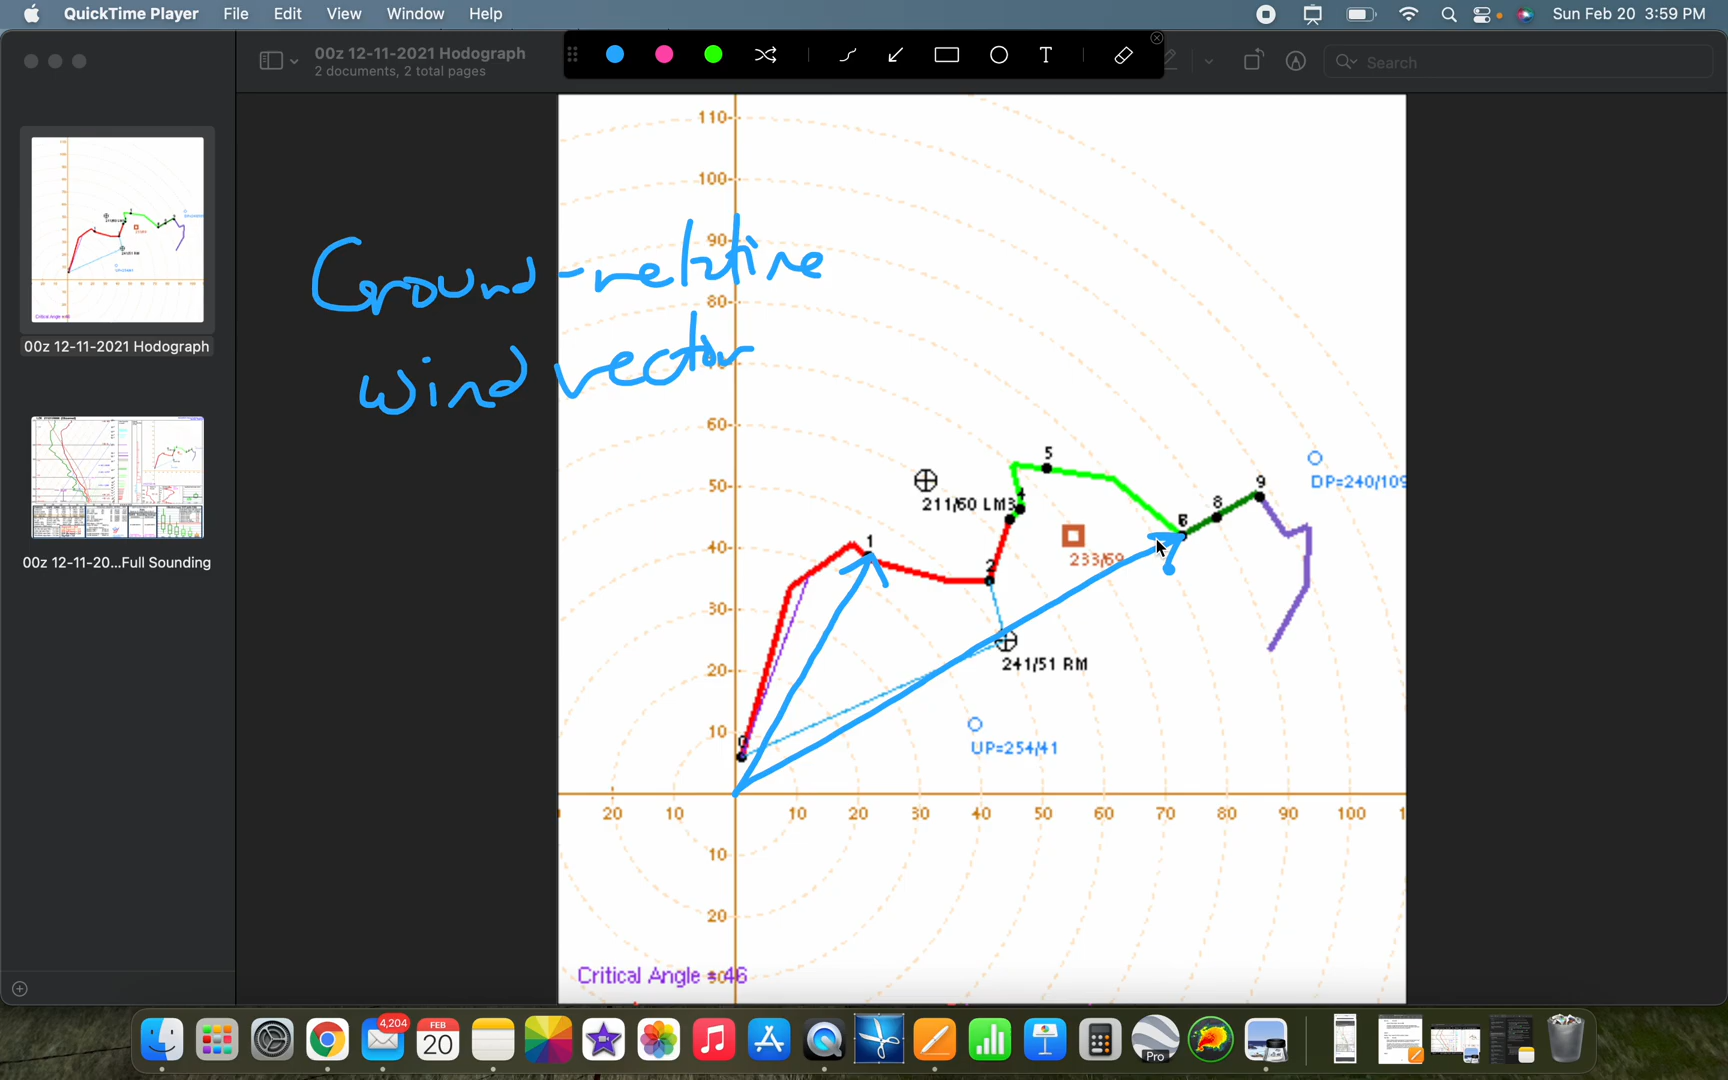 QuickTime Player File Edit View Window Help
Sun Feb 20 3:59 PM
00z 12-11-2021 Hodograph
2 documents, 2 total pages
T
Search
00z 12-11-2021 Hodograph
00z 12-11-20...Full Sounding
Ground-relative
wind vector
110
100
90
80
60
50
40
30
20
10
10
20
20 10 10 20 30 40 50 60 70 80 90 100
0
1
2
3
4
5
6
8
9
211/60 LM
233/69
241/51 RM
UP=254/41
DP=240/109
Critical Angle = 46
4,204
FEB
20
Pro